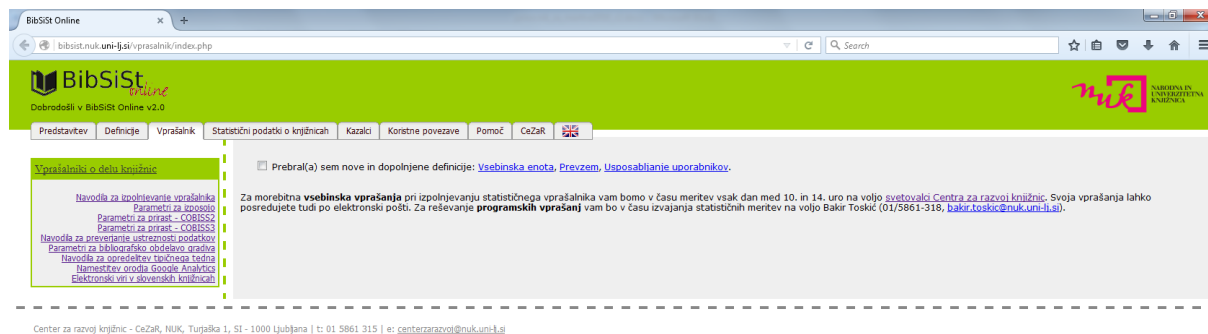 BibSiSt Online
bibsist.nuk.uni-lj.si/vprasalnik/index.php
Search
BibSiSt
online
Dobrodošli v BibSiSt Online v2.0
nuk
NARODNA IN
UNIVERZITETNA
KNJIŽNICA
Predstavitev Definicije Vprašalnik Statistični podatki o knjižnicah Kazalci Koristne povezave Pomoč CeZaR
Vprašalniki o delu knjižnic
Navodila za izpolnjevanje vprašalnika
Parametri za izposojo
Parametri za prirast - COBISS2
Parametri za prirast - COBISS3
Navodila za preverjanje ustreznosti podatkov
Parametri za bibliografsko obdelavo gradiva
Navodila za opredelitev tipičnega tedna
Namestitev orodja Google Analytics
Elektronski viri v slovenskih knjižnicah
Prebral(a) sem nove in dopolnjene definicije: Vsebinska enota, Prevzem, Usposabljanje uporabnikov.
Za morebitna vsebinska vprašanja pri izpolnjevanju statističnega vprašalnika vam bomo v času meritev vsak dan med 10. in 14. uro na voljo svetovalci Centra za razvoj knjižnic. Svoja vprašanja lahko
posredujete tudi po elektronski pošti. Za reševanje programskih vprašanj vam bo v času izvajanja statističnih meritev na voljo Bakir Toskić (01/5861-318, bakir.toskic@nuk.uni-lj.si).
Center za razvoj knjižnic - CeZaR, NUK, Turjaška 1, SI - 1000 Ljubljana | t: 01 5861 315 | e: centerzarazvoj@nuk.uni-lj.si